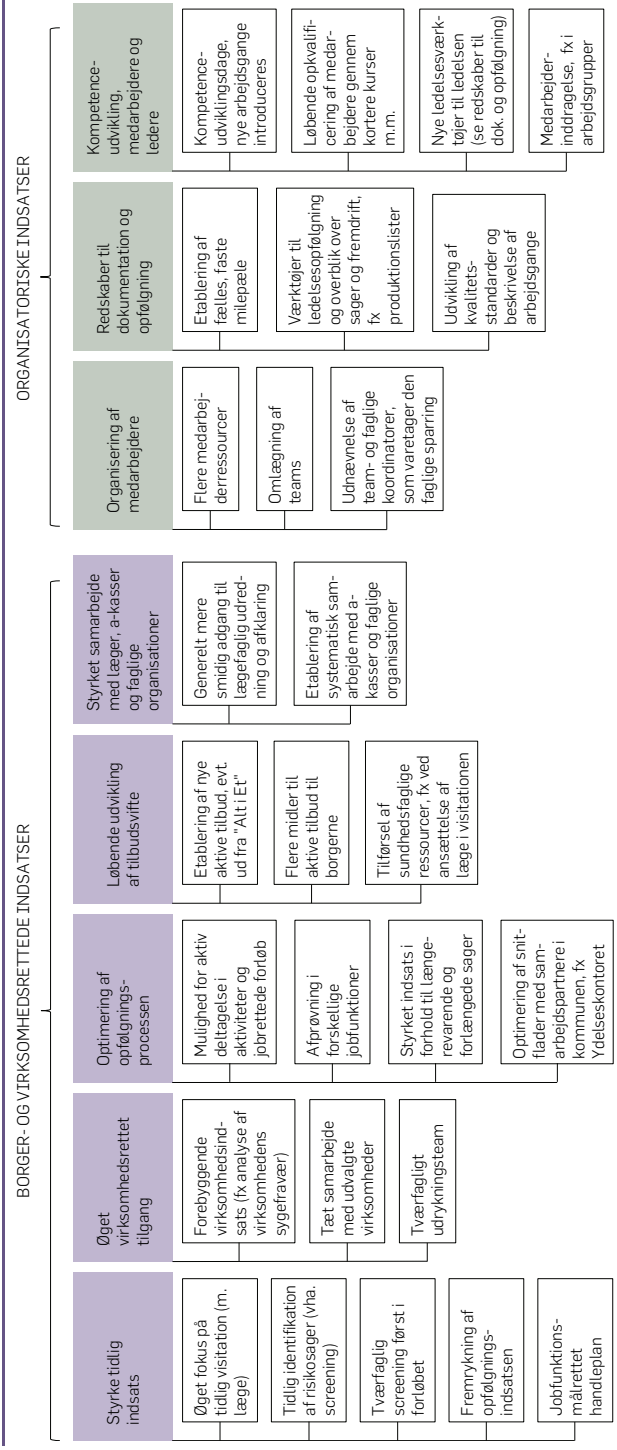 BORGER- OG VIRKSOMHEDSRETTEDE INDSATSER
Styrke tidlig
indsats
Øget fokus på
tidlig visitation (m.
læge)
Tidlig identifikation
af risikosager (vha.
screening)
Tværfaglig
screening først i
forløbet
Fremrykning af
opfølgnings-
indsatsen
Jobfunktions-
målrettet
handleplan
Øget
virksomhedsrettet
tilgang
Forebyggende
virksomhedsind-
sats (fx analyse af
virksomhedens
sygefravær)
Tæt samarbejde
med udvalgte
virksomheder
Tværfagligt
udrykningsteam
Optimering af
opfølgnings-
processen
Mulighed for aktiv
deltagelse i
aktiviteter og
jobrettede forløb
Afprøvning i
forskellige
jobfunktioner
Styrket indsats i
forhold til længe-
revarende og
forlængede sager
Optimering af snit-
flader med sam-
arbejdspartnere i
kommunen, fx
Ydelseskontoret
Løbende udvikling
af tilbudsvifte
Etablering af nye
aktive tilbud, evt.
ud fra "Alt i Et"
Flere midler til
aktive tilbud til
borgerne
Tilførsel af
sundhedsfaglige
ressourcer, fx ved
ansættelse af
læge i visitationen
Styrket samarbejde
med læger, a-kasser
og faglige
organisationer
Generelt mere
smidig adgang til
lægefaglig udred-
ning og afklaring
Etablering af
systematisk sam-
arbejde med a-
kasser og faglige
organisationer
ORGANISATORISKE INDSATSER
Organisering af
medarbejdere
Flere medarbej-
derressourcer
Omlægning af
teams
Udnævnelse af
team- og faglige
koordinatorer,
som varetager den
faglige sparring
Redskaber til
dokumentation og
opfølgning
Etablering af
fælles, faste
milepæle
Værktøjer til
ledelsesopfølgning
og overblik over
sager og fremdrift,
fx
produktionslister
Udvikling af
kvalitets-
standarder og
beskrivelse af
arbejdsgange
Kompetence-
udvikling,
medarbejdere og
ledere
Kompetence-
udviklingsdage,
nye arbejdsgange
introduceres
Løbende opkvalifi-
cering af medar-
bejdere gennem
kortere kurser
m.m.
Nye ledelsesværk-
tøjer til ledelsen
(se redskaber til
dok. og opfølgning)
Medarbejder-
inddragelse, fx i
arbejdsgrupper